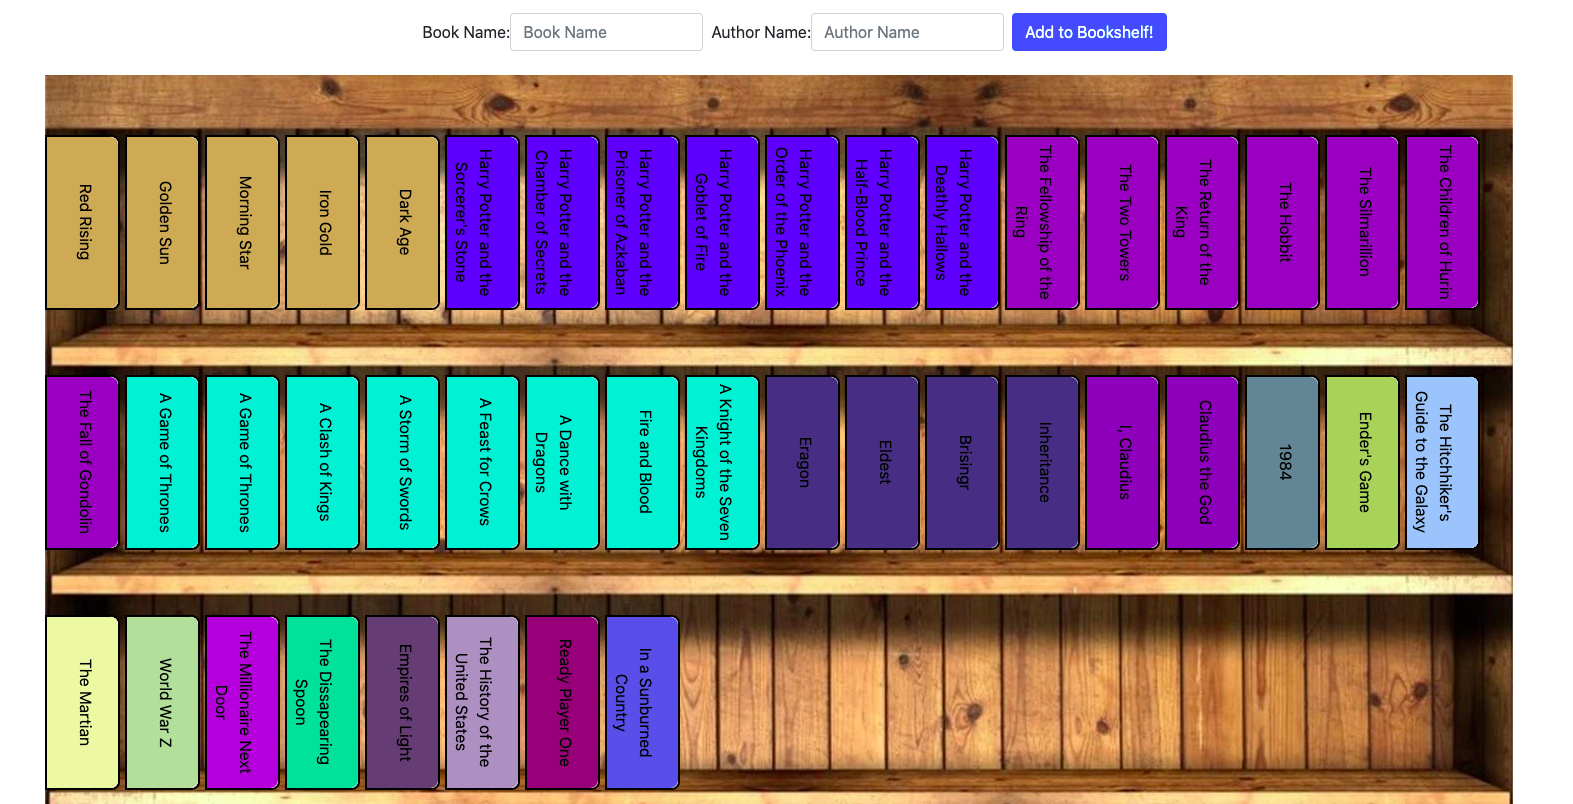 Book Name: Book Name Author Name: Author Name Add to Bookshelf!
Red Rising
Golden Sun
Morning Star
Iron Gold
Dark Age
Harry Potter and the
Sorcerer's Stone
Harry Potter and the
Chamber of Secrets
Harry Potter and the
Prisoner of Azkaban
Harry Potter and the
Goblet of Fire
Harry Potter and the
Order of the Phoenix
Harry Potter and the
Half-Blood Prince
Harry Potter and the
Deathly Hallows
The Fellowship of the
Ring
The Two Towers
The Return of the
King
The Hobbit
The Silmarillion
The Children of Hurin
The Fall of Gondolin
A Game of Thrones
A Game of Thrones
A Clash of Kings
A Storm of Swords
A Feast for Crows
A Dance with
Dragons
Fire and Blood
A Knight of the Seven
Kingdoms
Eragon
Eldest
Brisingr
Inheritance
I, Claudius
Claudius the God
1984
Ender's Game
The Hitchhiker's
Guide to the Galaxy
The Martian
World War Z
The Millionaire Next
Door
The Dissapearing
Spoon
Empires of Light
The History of the
United States
Ready Player One
In a Sunburned
Country